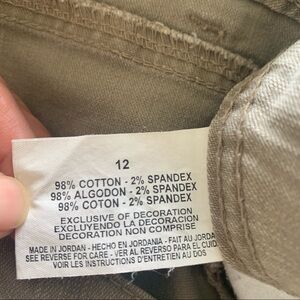 12
98% COTTON - 2% SPANDEX
98% ALGODON - 2% SPANDEX
98% COTON - 2% SPANDEX
EXCLUSIVE OF DECORATION
EXCLUYENDO LA DECORACION
DECORATION NON COMPRISE
MADE IN JORDAN - HECHO EN JORDANIA - FAIT AU JORDA
SEE REVERSE FOR CARE - VER AL REVERSO PARA EL CUIDA
VOIR LES INSTRUCTIONS D'ENTRETIEN AU DOS